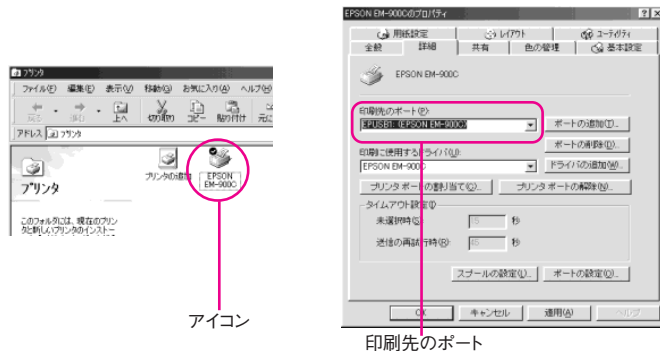 プリンタ
ファイル(F) 編集(E) 表示(V) 移動(G) お気に入り(A) ヘルプ(H)
戻る 進む 上へ 切り取り コピー 貼り付け 元に
アドレス プリンタ
プリンタ
プリンタの追加
EPSON
EM-900C
このフォルダには、現在のプリン
タと新しいプリンタのインストー
アイコン
EPSON EM-900Cのプロパティ
用紙設定 レイアウト ユーティリティ
全般 詳細 共有 色の管理 基本設定
EPSON EM-900C
印刷先のポート(P):
EPUSB1: (EPSON EM-900C) ポートの追加(T)...
ポートの削除(D)...
印刷に使用するドライバ(U):
EPSON EM-900C ドライバの追加(W)...
プリンタ ポートの割り当て(C)... プリンタ ポートの解除(N)...
タイムアウト設定
未選択時(S): 15 秒
送信の再試行時(R): 45 秒
スプールの設定(L)... ポートの設定(O)...
OK キャンセル 適用(A) ヘルプ
印刷先のポート